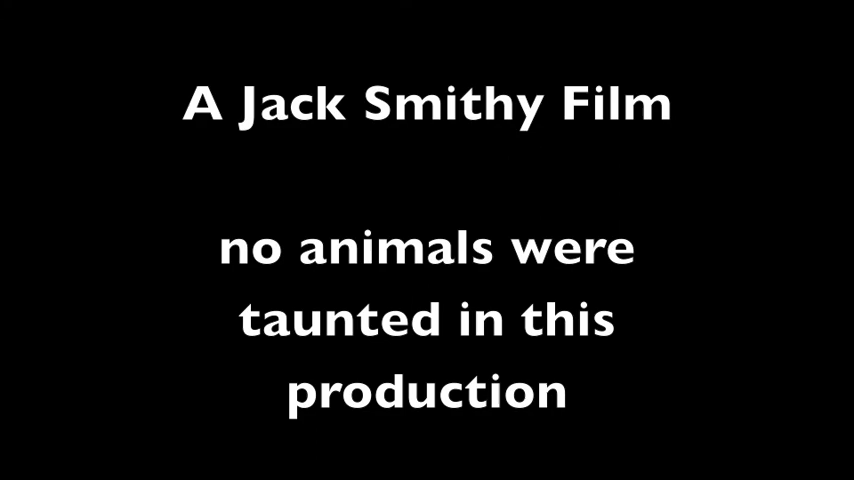 A Jack Smithy Film
no animals were
taunted in this
production